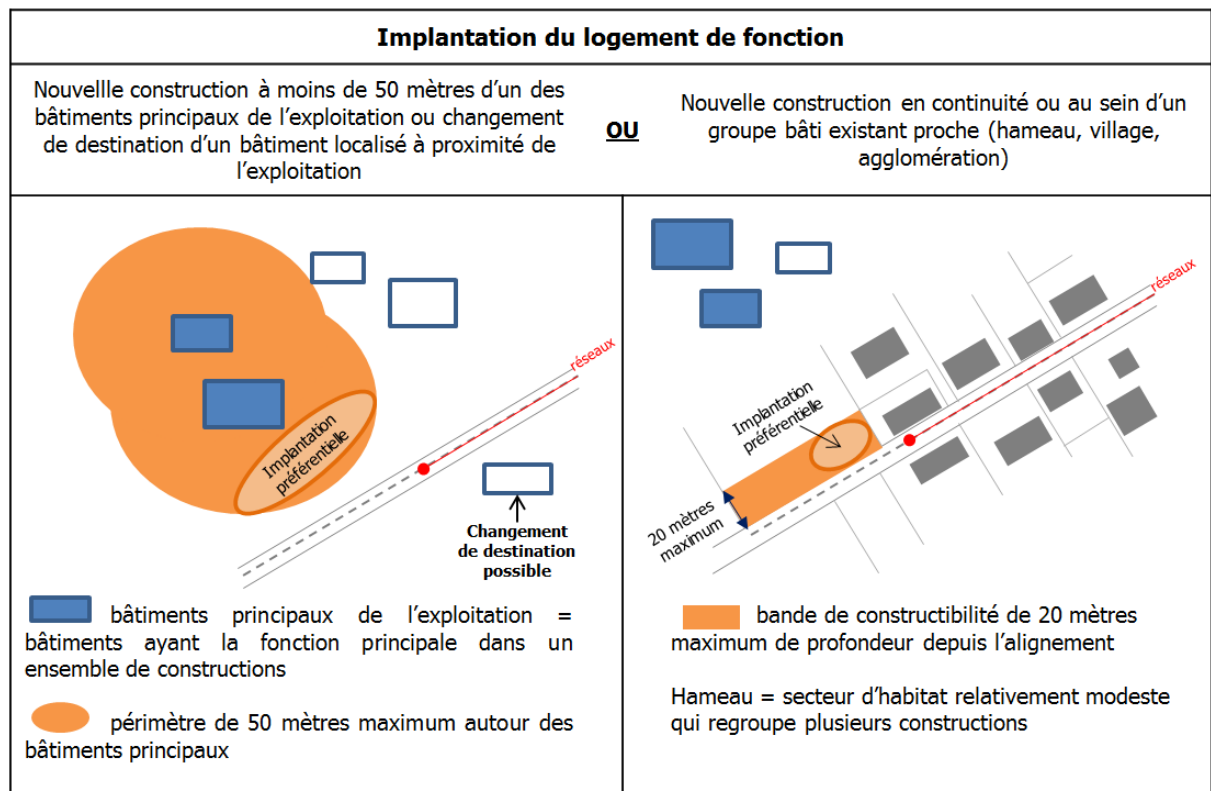 Implantation du logement de fonction
Nouvellle construction à moins de 50 mètres d'un des
bâtiments principaux de l'exploitation ou changement
de destination d'un bâtiment localisé à proximité de
l'exploitation
OU
Nouvelle construction en continuité ou au sein d'un
groupe bâti existant proche (hameau, village,
agglomération)
réseaux
Implantation
préférentielle
Changement
de destination
possible
bâtiments principaux de l'exploitation =
bâtiments ayant la fonction principale dans un
ensemble de constructions
périmètre de 50 mètres maximum autour des
bâtiments principaux
réseaux
Implantation
préférentielle
20 mètres
maximum
bande de constructibilité de 20 mètres
maximum de profondeur depuis l'alignement
Hameau = secteur d'habitat relativement modeste
qui regroupe plusieurs constructions